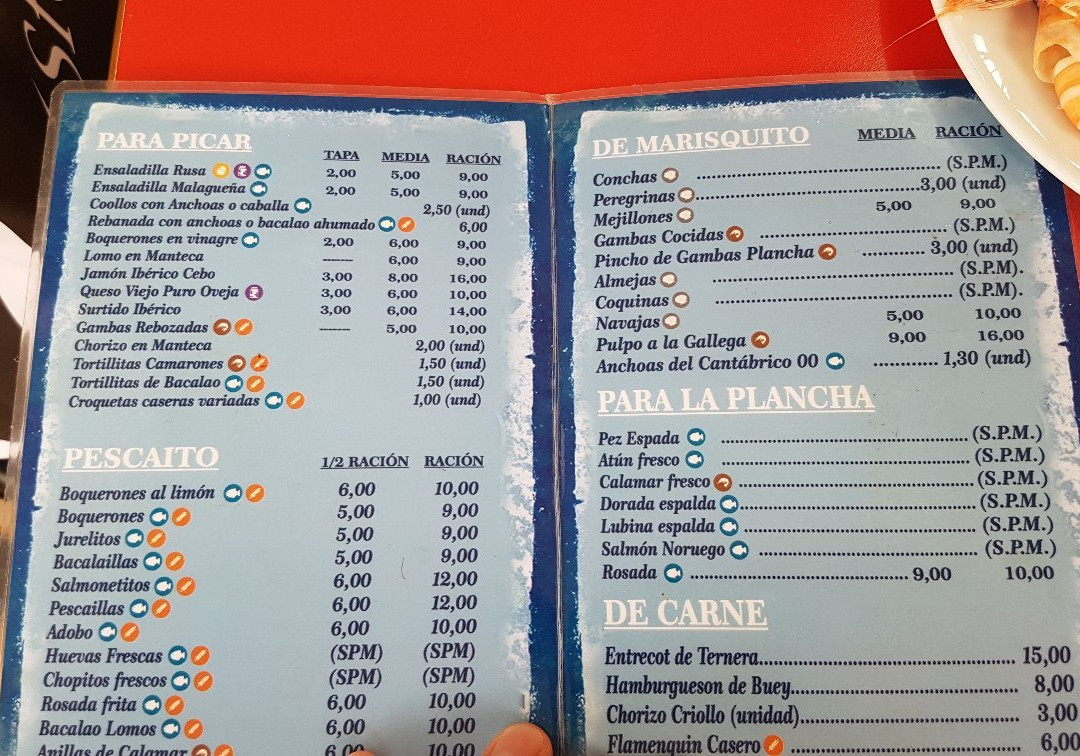 PARA PICAR TAPA MEDIA RACIÓN
Ensaladilla Rusa 2,00 5,00 9,00
Ensaladilla Malagueña 2,00 5,00 9,00
Coollos con Anchoas o caballa 2,50 (und)
Rebanada con anchoas o bacalao ahumado 6,00
Boquerones en vinagre 2,00 6,00 9,00
Lomo en Manteca ------- 6,00 9,00
Jamón Ibérico Cebo 3,00 8,00 16,00
Queso Viejo Puro Oveja 3,00 6,00 10,00
Surtido Ibérico 3,00 6,00 14,00
Gambas Rebozadas ------- 5,00 10,00
Chorizo en Manteca 2,00 (und)
Tortillitas Camarones 1,50 (und)
Tortillitas de Bacalao 1,50 (und)
Croquetas caseras variadas 1,00 (und)
PESCAITO 1/2 RACIÓN RACIÓN
Boquerones al limón 6,00 10,00
Boquerones 5,00 9,00
Jurelitos 5,00 9,00
Bacalaillas 5,00 9,00
Salmonetitos 6,00 12,00
Pescaillas 6,00 12,00
Adobo 6,00 10,00
Huevas Frescas (SPM) (SPM)
Chopitos frescos (SPM) (SPM)
Rosada frita 6,00 10,00
Bacalao Lomos 6,00 10,00
Anillas de Calamar 6,00 10,00
DE MARISQUITO MEDIA RACIÓN
Conchas (S.P.M.)
Peregrinas 3,00 (und)
Mejillones 5,00 9,00
Gambas Cocidas (S.P.M.)
Pincho de Gambas Plancha 3,00 (und)
Almejas (S.P.M).
Coquinas (S.P.M).
Navajas 5,00 10,00
Pulpo a la Gallega 9,00 16,00
Anchoas del Cantábrico 00 1,30 (und)
PARA LA PLANCHA
Pez Espada (S.P.M.)
Atún fresco (S.P.M.)
Calamar fresco (S.P.M.)
Dorada espalda (S.P.M.)
Lubina espalda (S.P.M.)
Salmón Noruego (S.P.M.)
Rosada 9,00 10,00
DE CARNE
Entrecot de Ternera 15,00
Hamburgueson de Buey 8,00
Chorizo Criollo (unidad) 3,00
Flamenquin Casero 6,00